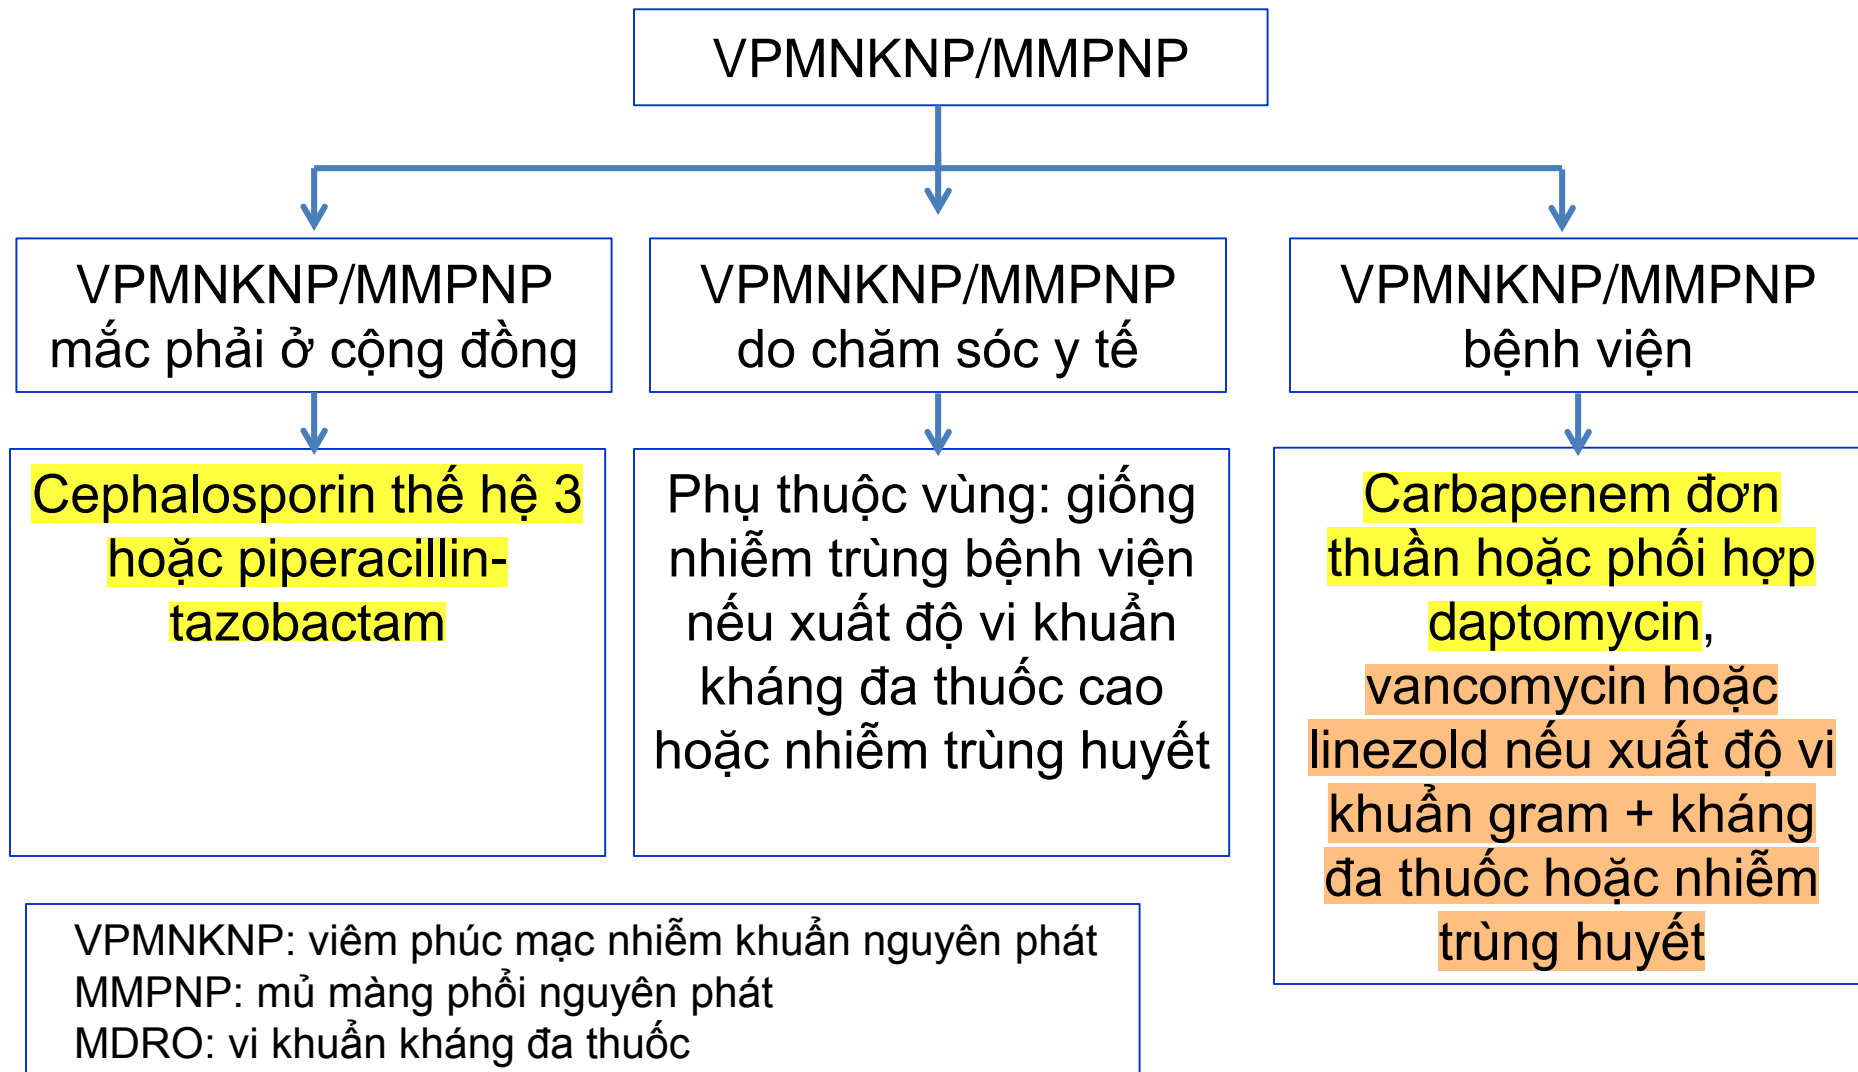 VPMNKNP/MMPNP
VPMNKNP/MMPNP
mắc phải ở cộng đồng
VPMNKNP/MMPNP
do chăm sóc y tế
VPMNKNP/MMPNP
bệnh viện
Cephalosporin thế hệ 3
hoặc piperacillin-
tazobactam
Phụ thuộc vùng: giống
nhiễm trùng bệnh viện
nếu xuất độ vi khuẩn
kháng đa thuốc cao
hoặc nhiễm trùng huyết
Carbapenem đơn
thuần hoặc phối hợp
daptomycin,
vancomycin hoặc
linezold nếu xuất độ vi
khuẩn gram + kháng
đa thuốc hoặc nhiễm
trùng huyết
VPMNKNP: viêm phúc mạc nhiễm khuẩn nguyên phát
MMPNP: mủ màng phổi nguyên phát
MDRO: vi khuẩn kháng đa thuốc